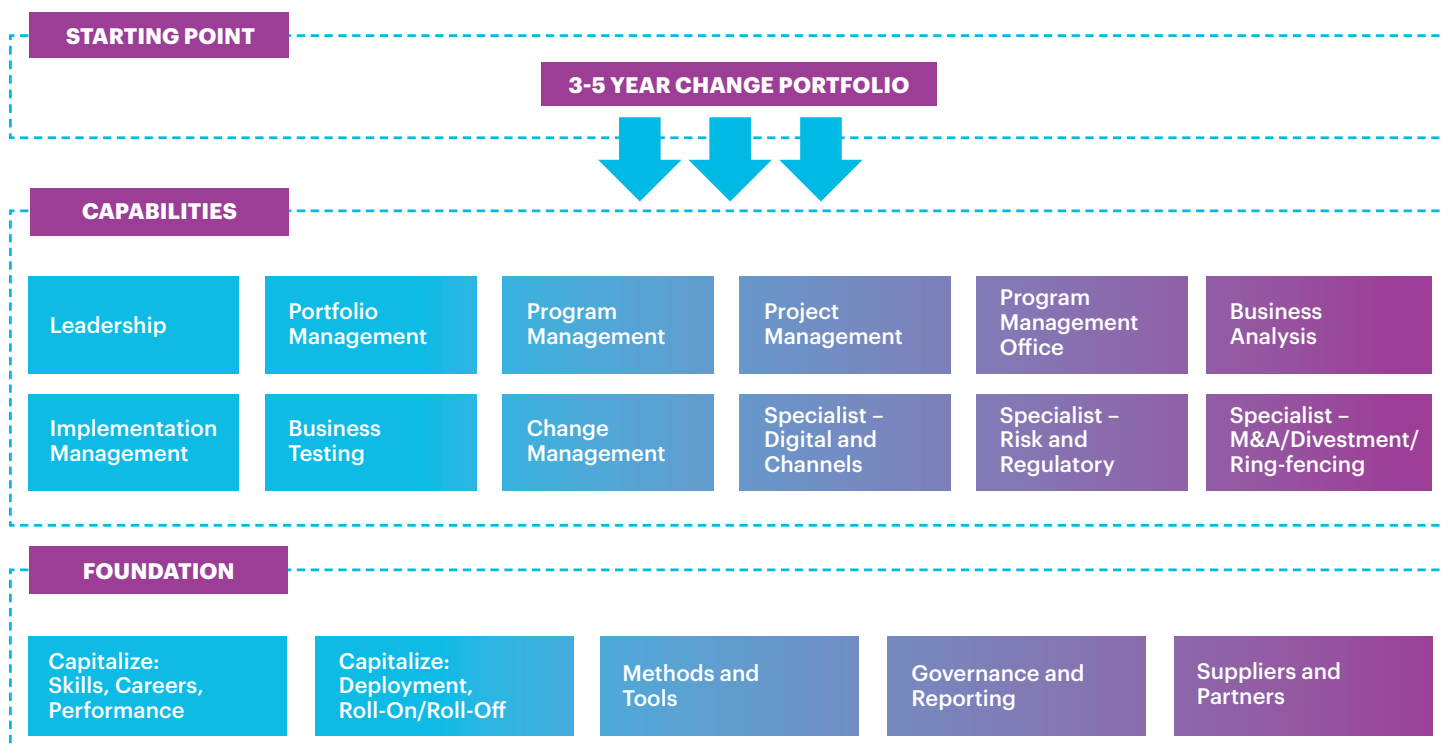 STARTING POINT
3-5 YEAR CHANGE PORTFOLIO
CAPABILITIES
Leadership
Portfolio
Management
Program
Management
Project
Management
Program
Management
Office
Business
Analysis
Implementation
Management
Business
Testing
Change
Management
Specialist –
Digital and
Channels
Specialist –
Risk and
Regulatory
Specialist –
M&A/Divestment/
Ring-fencing
FOUNDATION
Capitalize:
Skills, Careers,
Performance
Capitalize:
Deployment,
Roll-On/Roll-Off
Methods and
Tools
Governance and
Reporting
Suppliers and
Partners